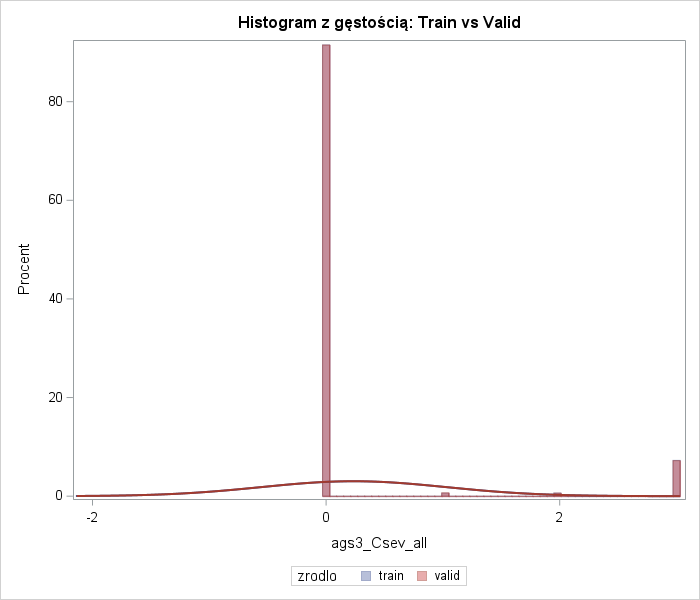 Histogram z gęstością: Train vs Valid
Procent
80
60
40
20
0
-2
0
2
ags3_Csev_all
zrodlo train valid